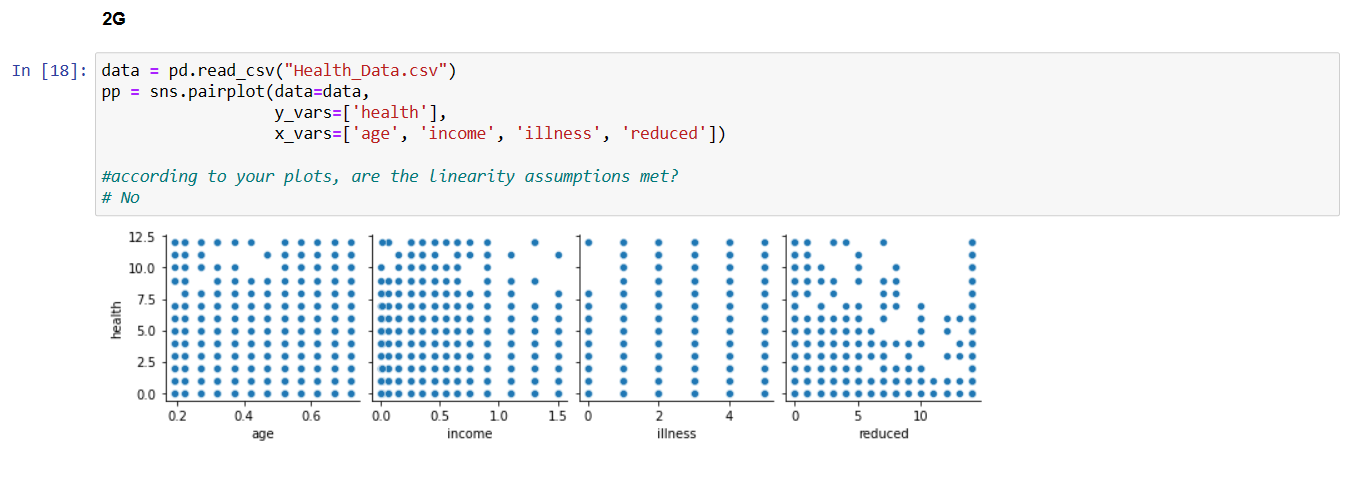 2G
In [18]: data = pd.read_csv("Health_Data.csv")
pp = sns.pairplot(data=data,
y_vars=['health'],
x_vars=['age', 'income', 'illness', 'reduced'])
#according to your plots, are the linearity assumptions met?
# No
12.5
10.0
7.5
5.0
2.5
0.0
health
0.2 0.4 0.6 0.0 0.5 1.0 1.5 0 2 4 0 5 10
age income illness reduced